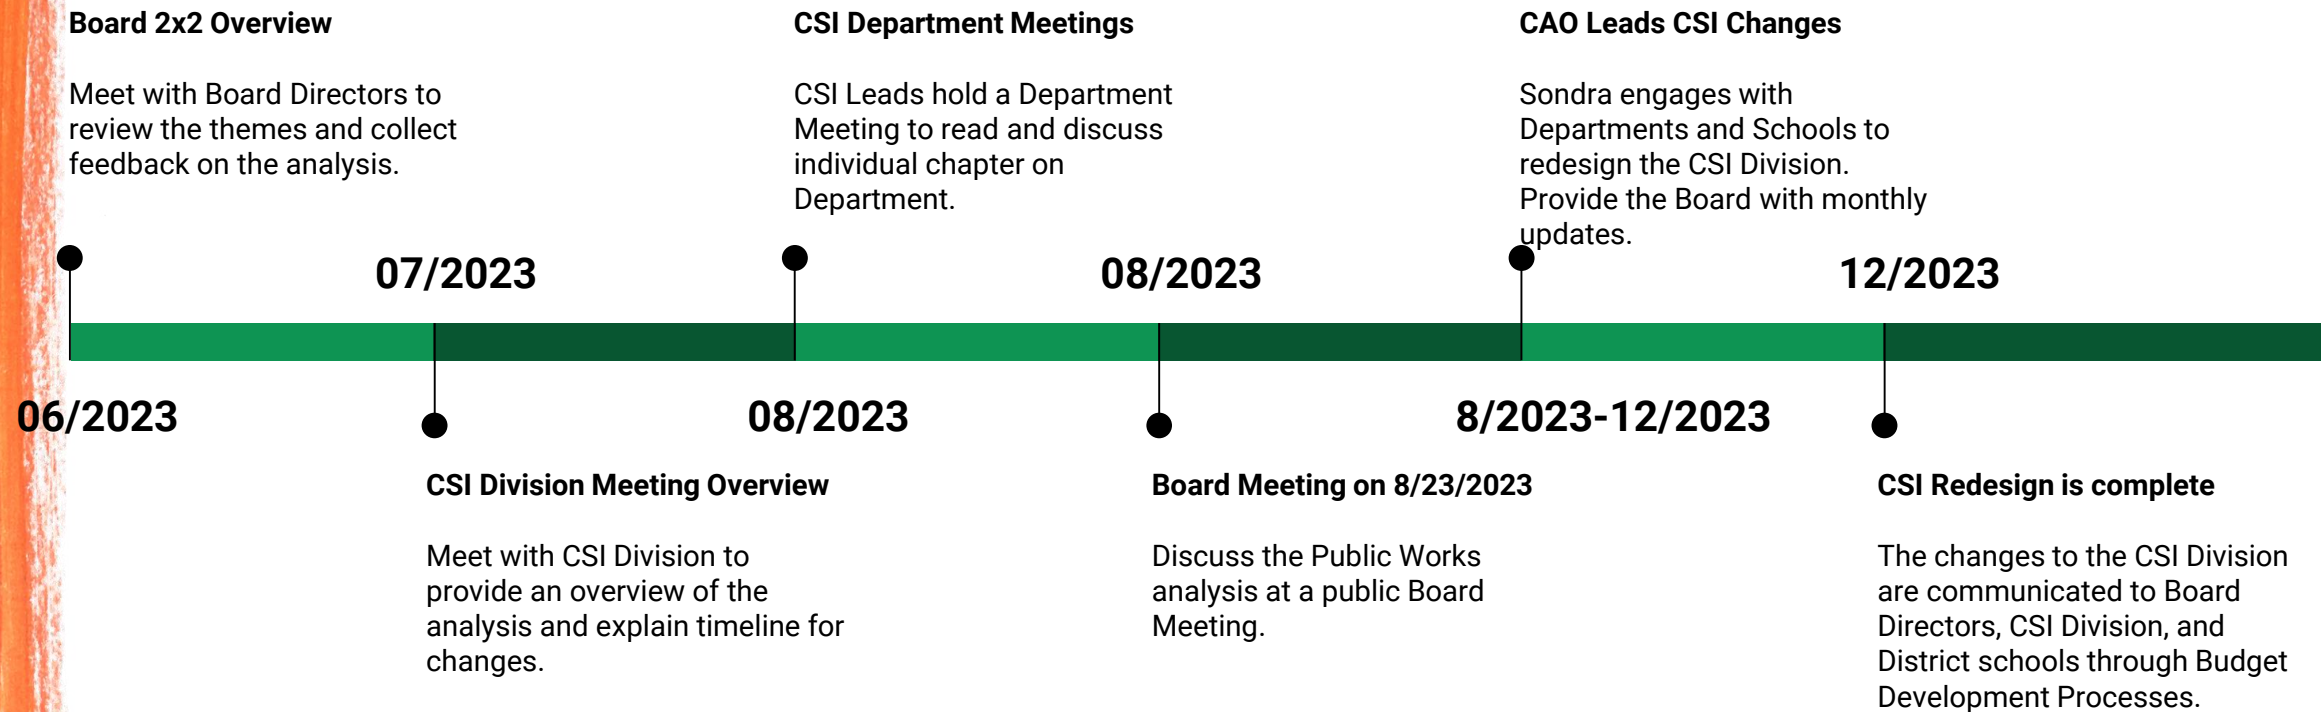 Board 2x2 Overview
Meet with Board Directors to
review the themes and collect
feedback on the analysis.
CSI Department Meetings
CSI Leads hold a Department
Meeting to read and discuss
individual chapter on
Department.
CAO Leads CSI Changes
Sondra engages with
Departments and Schools to
redesign the CSI Division.
Provide the Board with monthly
updates.
07/2023
08/2023
12/2023
06/2023
08/2023
8/2023-12/2023
CSI Division Meeting Overview
Meet with CSI Division to
provide an overview of the
analysis and explain timeline for
changes.
Board Meeting on 8/23/2023
Discuss the Public Works
analysis at a public Board
Meeting.
CSI Redesign is complete
The changes to the CSI Division
are communicated to Board
Directors, CSI Division, and
District schools through Budget
Development Processes.